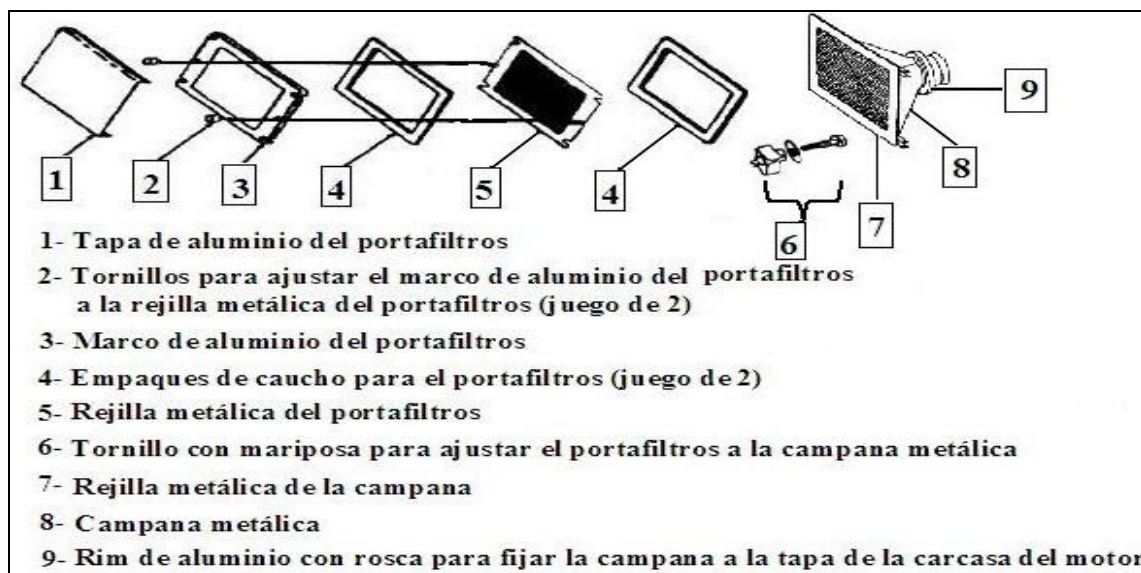 9
1
2
3
4
5
4
6
7
8
1- Tapa de aluminio del portafiltros
2- Tornillos para ajustar el marco de aluminio del portafiltros
a la rejilla metálica del portafiltros (juego de 2)
3- Marco de aluminio del portafiltros
4- Empaques de caucho para el portafiltros (juego de 2)
5- Rejilla metálica del portafiltros
6- Tornillo con mariposa para ajustar el portafiltros a la campana metálica
7- Rejilla metálica de la campana
8- Campana metálica
9- Rim de aluminio con rosca para fijar la campana a la tapa de la carcasa del motor